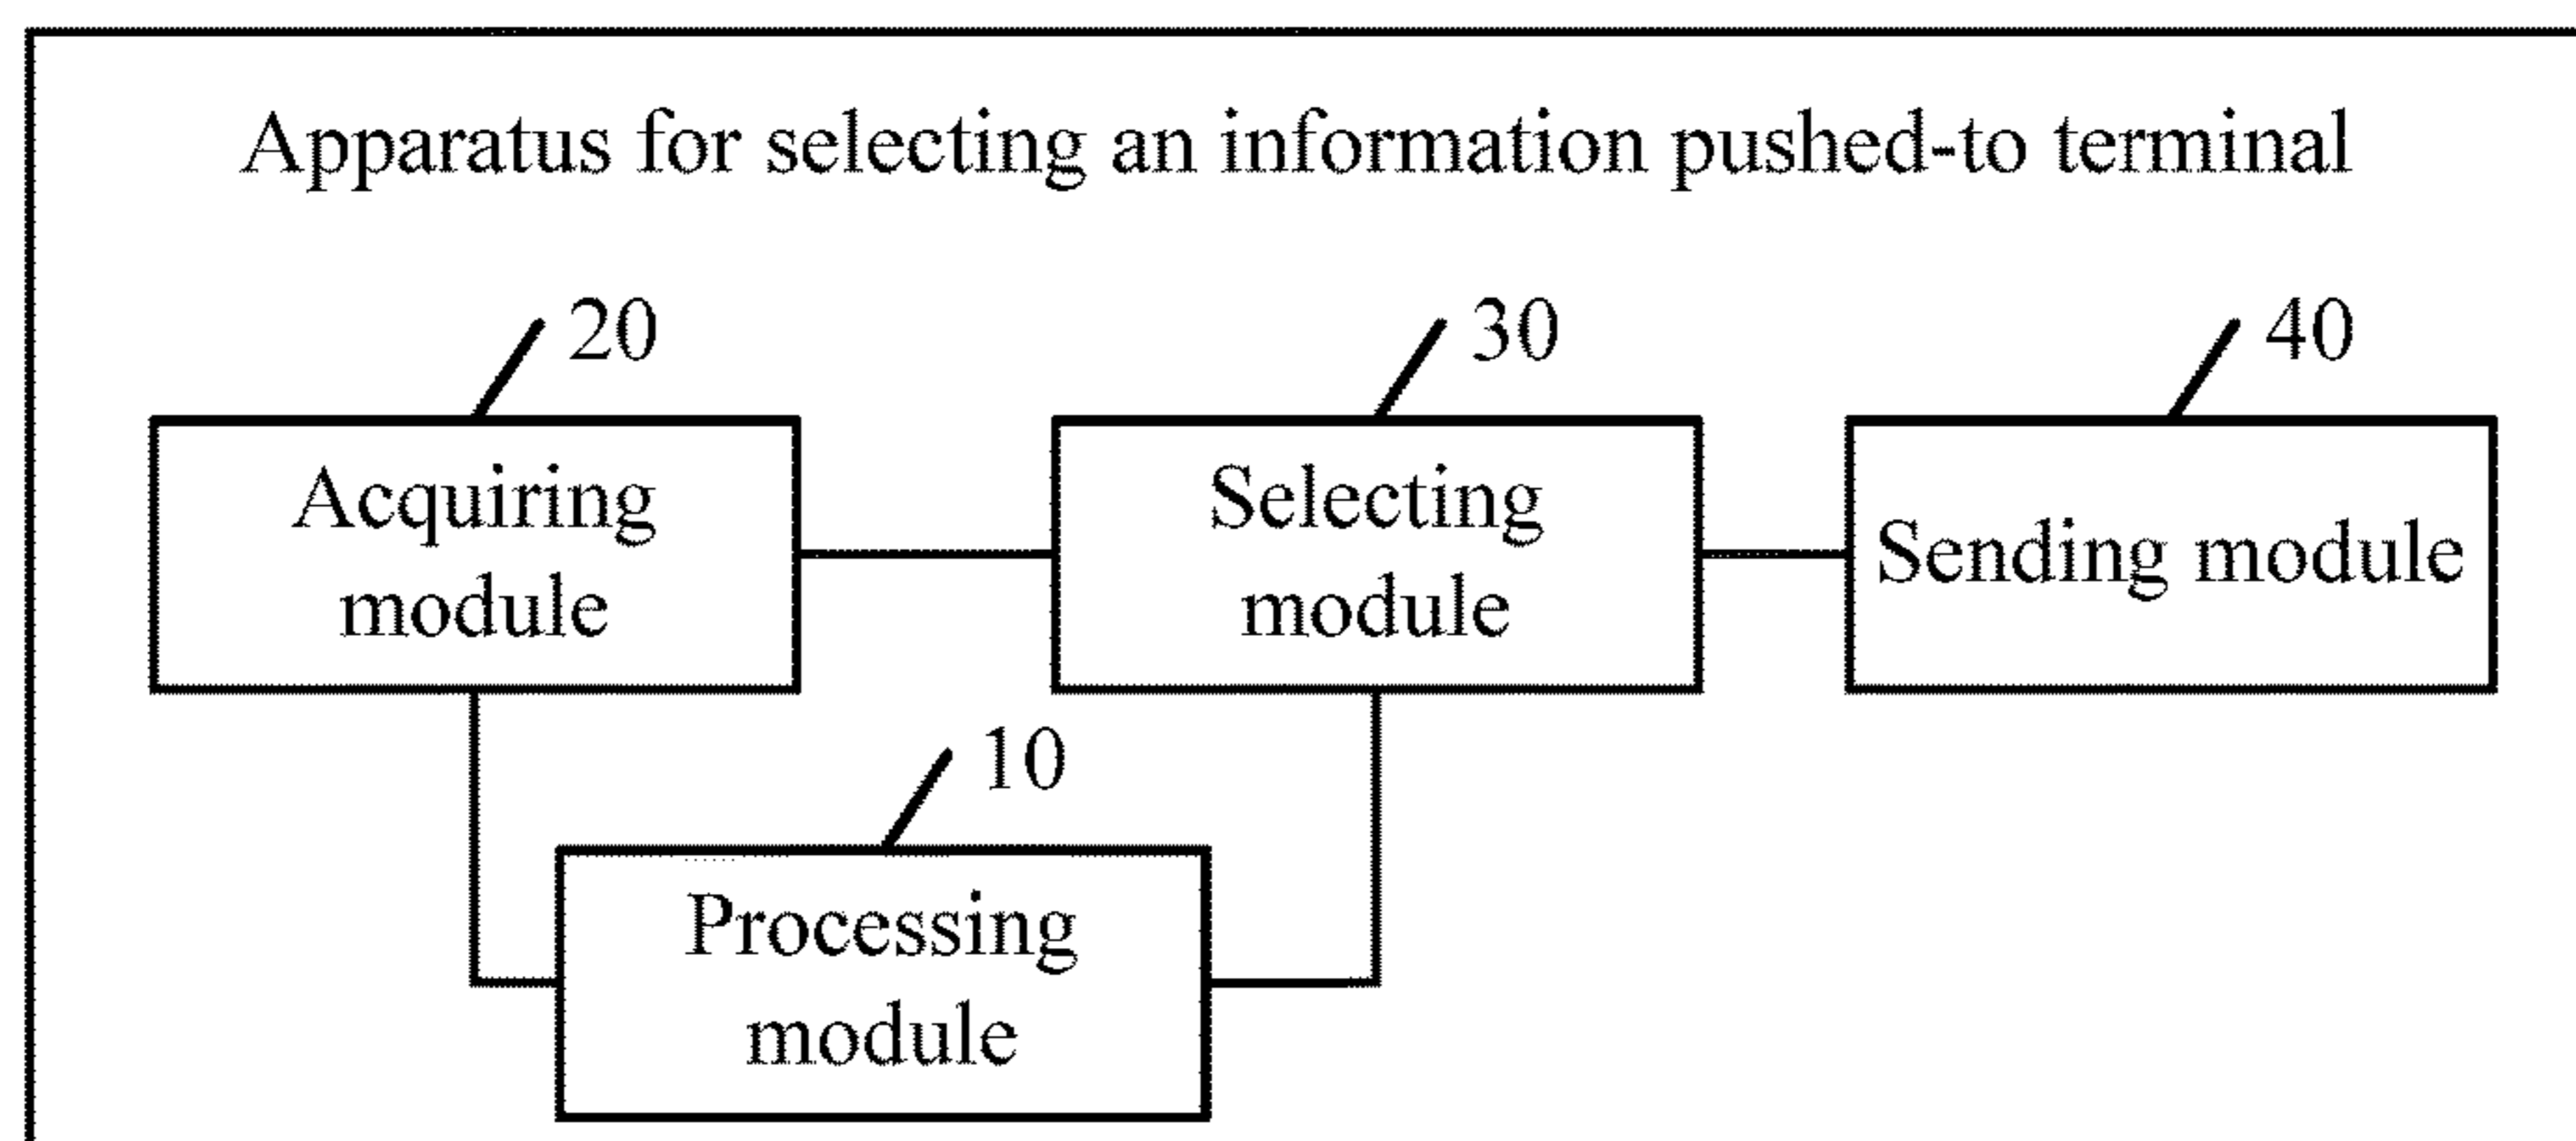 Apparatus for selecting an information pushed-to terminal
20
30
40
Acquiring
module
Selecting
module
Sending module
10
Processing
module